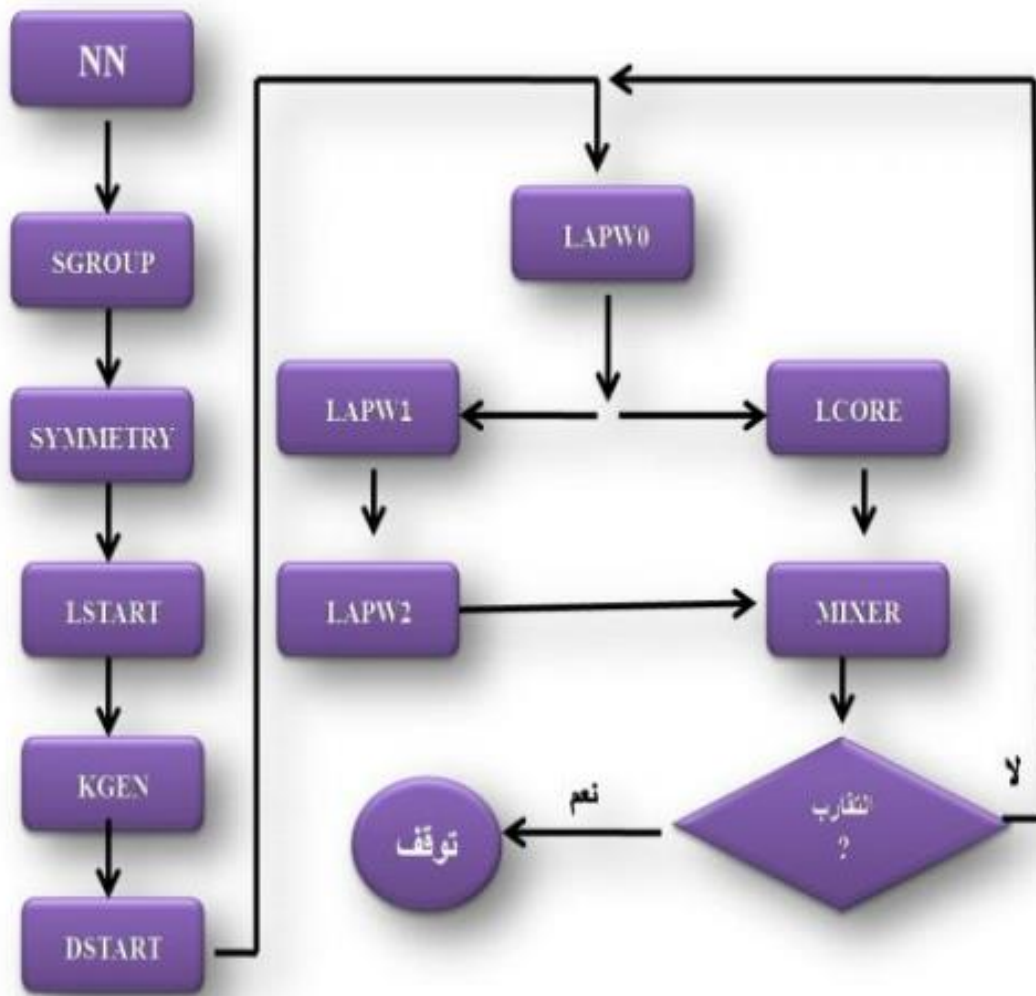 NN
SGROUP
SYMMETRY
LSTART
KGEN
DSTART
LAPW0
LAPW1
LCORE
LAPW2
MIXER
التقارب
?
لا
نعم
توقف